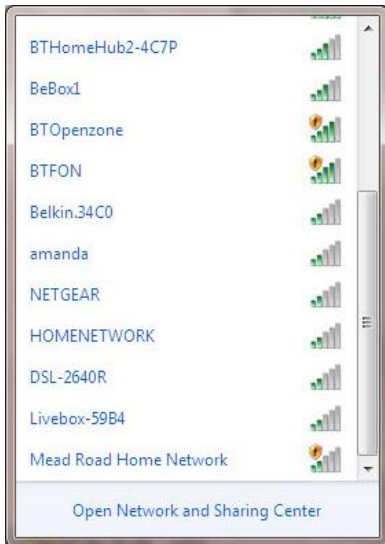 BTHomeHub2-4C7P
BeBox1
BTOpenzone
BTFON
Belkin.34C0
amanda
NETGEAR
HOMENETWORK
DSL-2640R
Livebox-59B4
Mead Road Home Network
Open Network and Sharing Center